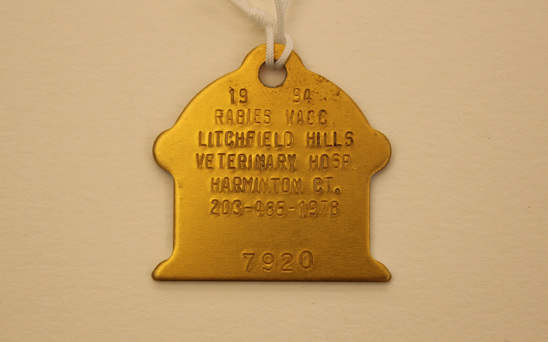 19 94
RABIES VACC
LITCHFIELD HILLS
VETERINARY HOSP
HARWINTON CT.
203-485-1978
7920